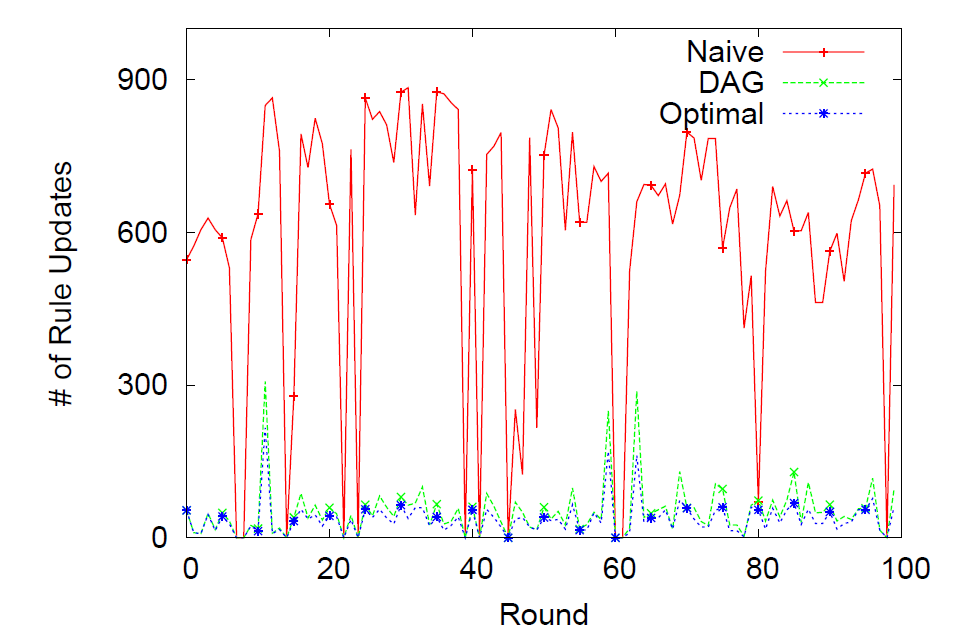 Naive
DAG
Optimal
900
600
300
0
0 20 40 60 80 100
# of Rule Updates
Round